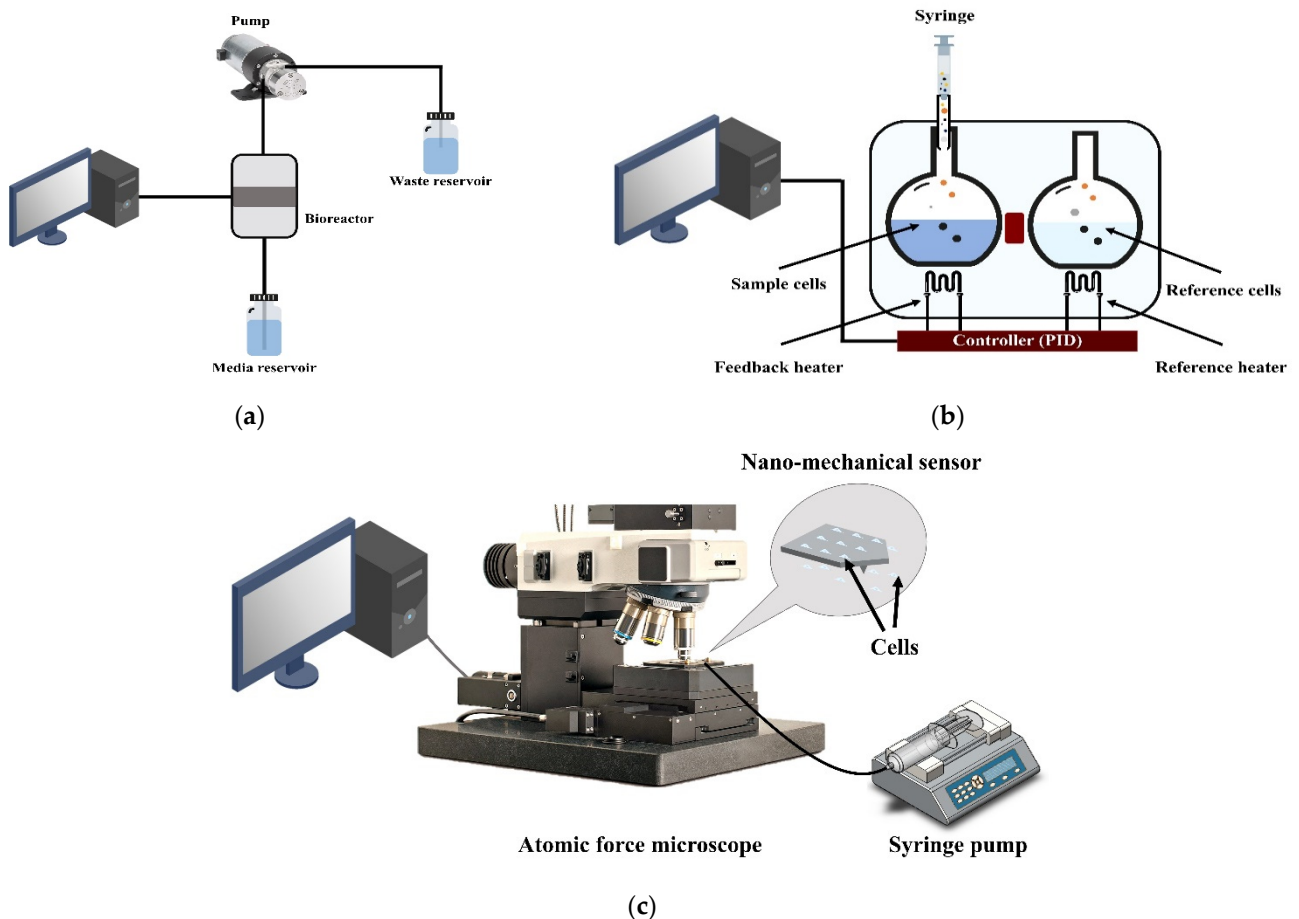 Pump
Waste reservoir
Bioreactor
Media reservoir
(a)
Syringe
Sample cells
Reference cells
Controller (PID)
Feedback heater
Reference heater
(b)
Nano-mechanical sensor
Cells
Atomic force microscope
Syringe pump
(c)